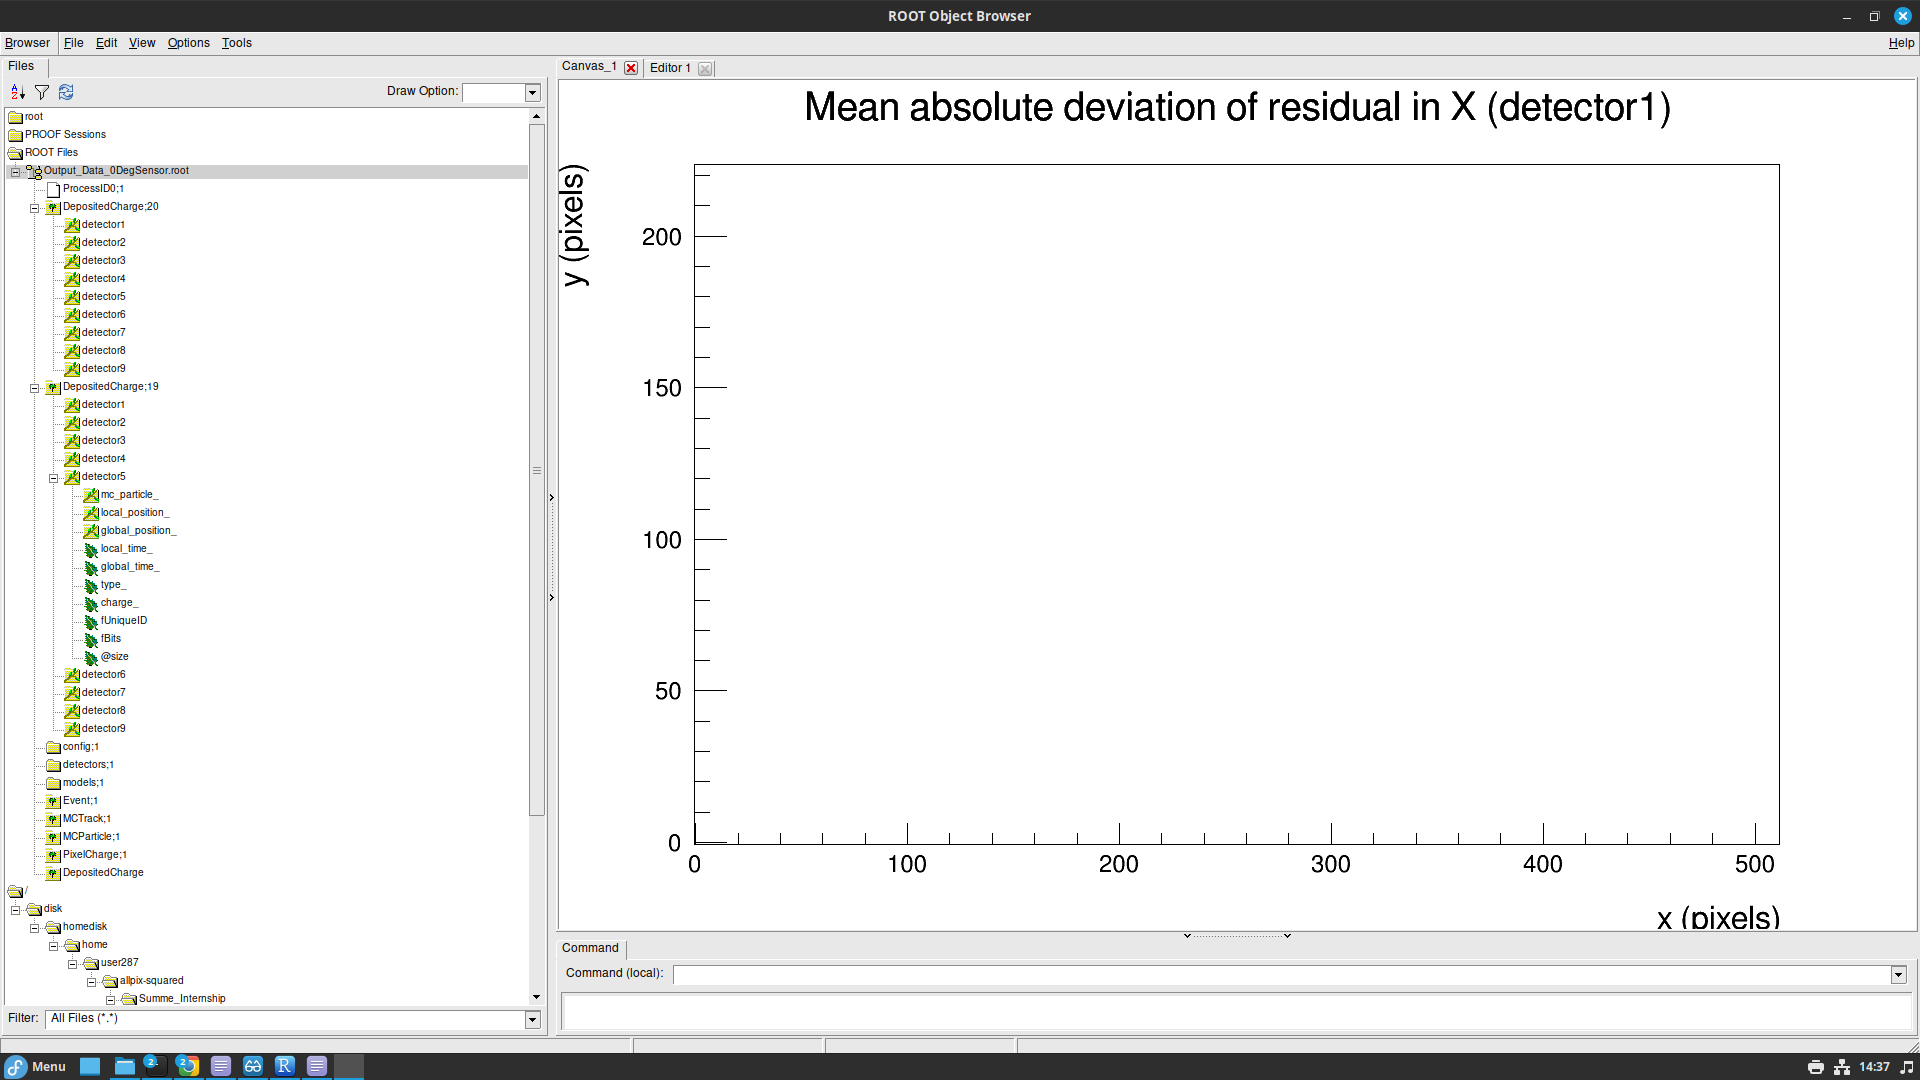 ROOT Object Browser
Browser File Edit View Options Tools Help
Files
Draw Option:
root
PROOF Sessions
ROOT Files
Output_Data_0DegSensor.root
ProcessID0;1
DepositedCharge;20
detector1
detector2
detector3
detector4
detector5
detector6
detector7
detector8
detector9
DepositedCharge;19
detector1
detector2
detector3
detector4
detector5
mc_particle_
local_position_
global_position_
local_time_
global_time_
type_
charge_
fUniqueID
fBits
@size
detector6
detector7
detector8
detector9
config;1
detectors;1
models;1
Event;1
MCTrack;1
MCParticle;1
PixelCharge;1
DepositedCharge
/
disk
homedisk
home
user287
allpix-squared
Summe_Internship
Filter: All Files (*.*)
Canvas_1 Editor 1
Mean absolute deviation of residual in X (detector1)
y (pixels)
200
150
100
50
0
0 100 200 300 400 500
x (pixels)
Command
Command (local):
Menu 2 2 R 14:37